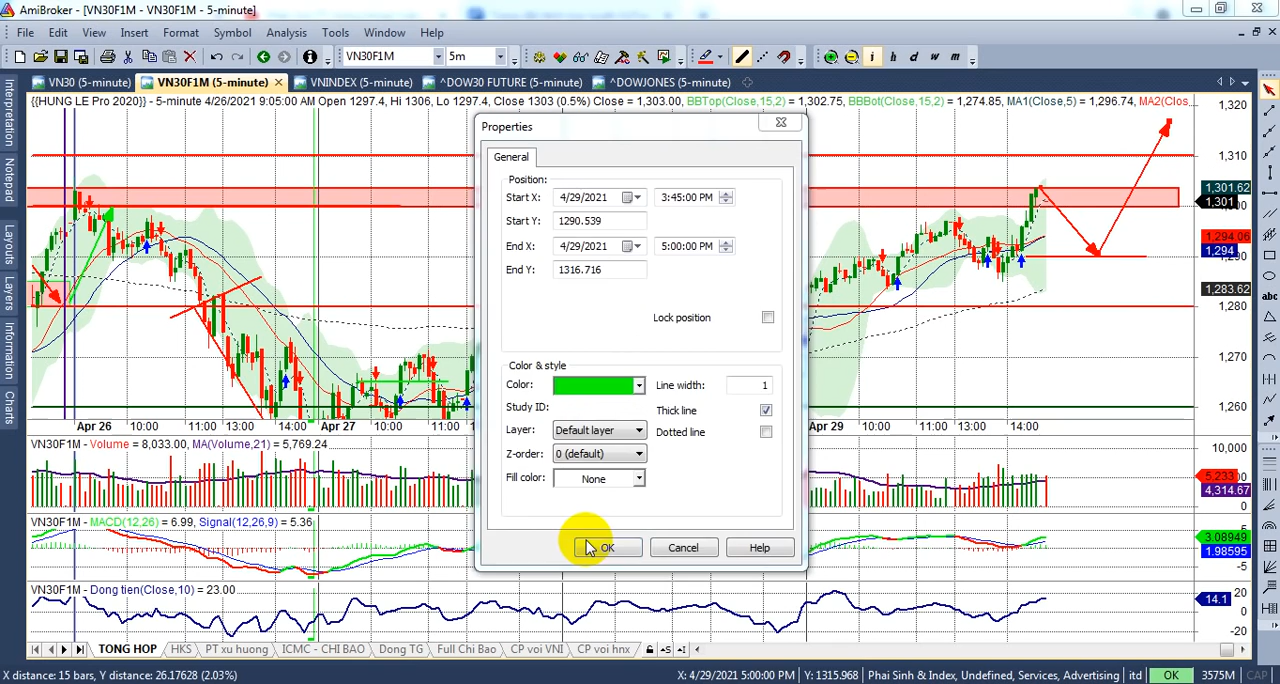 AmiBroker - [VN30F1M - VN30F1M - 5-minute]
File Edit View Insert Format Symbol Analysis Tools Window Help
VN30F1M 5m i h d w m
VN30 (5-minute) VN30F1M (5-minute) VNINDEX (5-minute) ^DOW30 FUTURE (5-minute) ^DOWJONES (5-minute)
{{HUNG LE Pro 2020}} - 5-minute 4/26/2021 9:05:00 AM Open 1297.4, Hi 1306, Lo 1297.4, Close 1303 (0.5%) Close = 1,303.00, BBTop(Close,15,2) = 1,302.75, BBBot(Close,15,2) = 1,274.85, MA1(Close,5) = 1,296.74, MA2(Clos,
Interpretation
Notepad
Layouts
Layers
Information
Charts
Properties
General
Position:
Start X: 4/29/2021 3:45:00 PM
Start Y: 1290.539
End X: 4/29/2021 5:00:00 PM
End Y: 1316.716
Lock position
Color & style
Color: Line width: 1
Study ID: Thick line
Layer: Default layer Dotted line
Z-order: 0 (default)
Fill color: None
OK Cancel Help
1,320
1,310
1,301.62
1,301
1,294.06
1,294
1,290
1,283.62
1,280
1,270
1,260
abc
Apr 26 10:00 11:00 13:00 14:00 Apr 27 10:00 11:00 Apr 29 10:00 11:00 13:00 14:00
VN30F1M - Volume = 8,033.00, MA(Volume,21) = 5,769.24
10,000
5,233
4,314.67
0
VN30F1M - MACD(12,26) = 6.99, Signal(12,26,9) = 5.36
5
3.08949
1.98595
-5
VN30F1M - Dong tien(Close,10) = 23.00
20
14.1
0
-20
TONG HOP HKS PT xu huong ICMC - CHI BAO Dong TG Full Chi Bao CP voi VNI CP voi hnx
X distance: 15 bars, Y distance: 26.17628 (2.03%) X: 4/29/2021 5:00:00 PM Y: 1315.968 Phai Sinh & Index, Undefined, Services, Advertising itd OK 3575M CAP